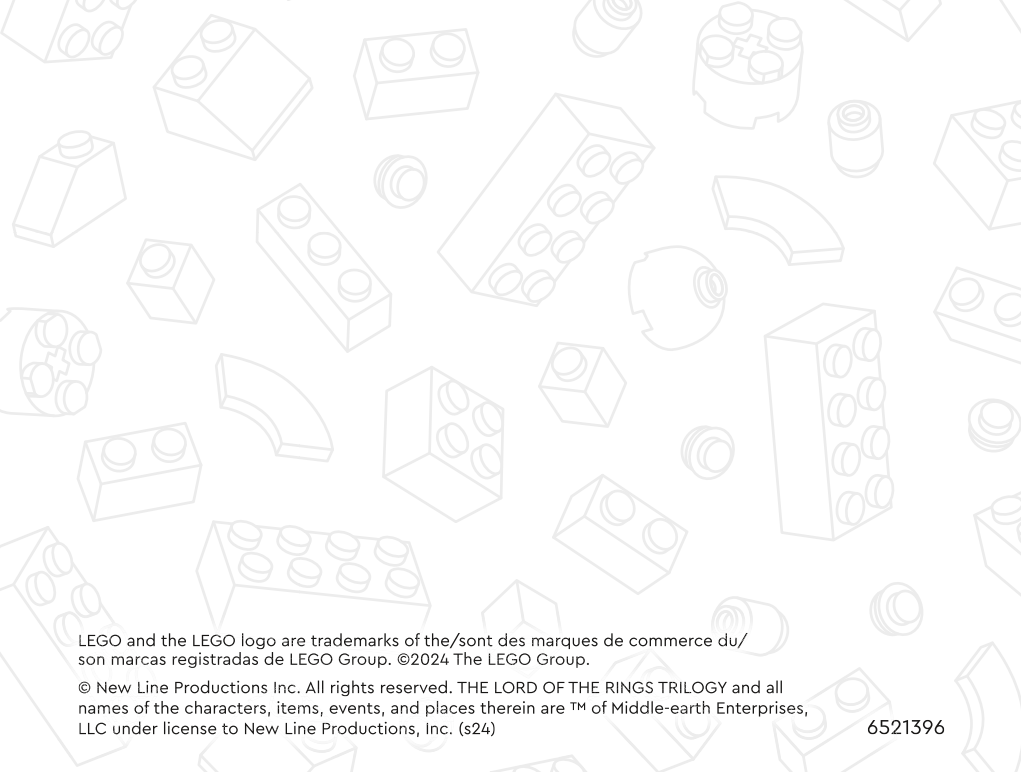 LEGO and the LEGO logo are trademarks of the/sont des marques de commerce du/
son marcas registradas de LEGO Group. ©2024 The LEGO Group.
© New Line Productions Inc. All rights reserved. THE LORD OF THE RINGS TRILOGY and all
names of the characters, items, events, and places therein are ™ of Middle-earth Enterprises,
LLC under license to New Line Productions, Inc. (s24)
6521396